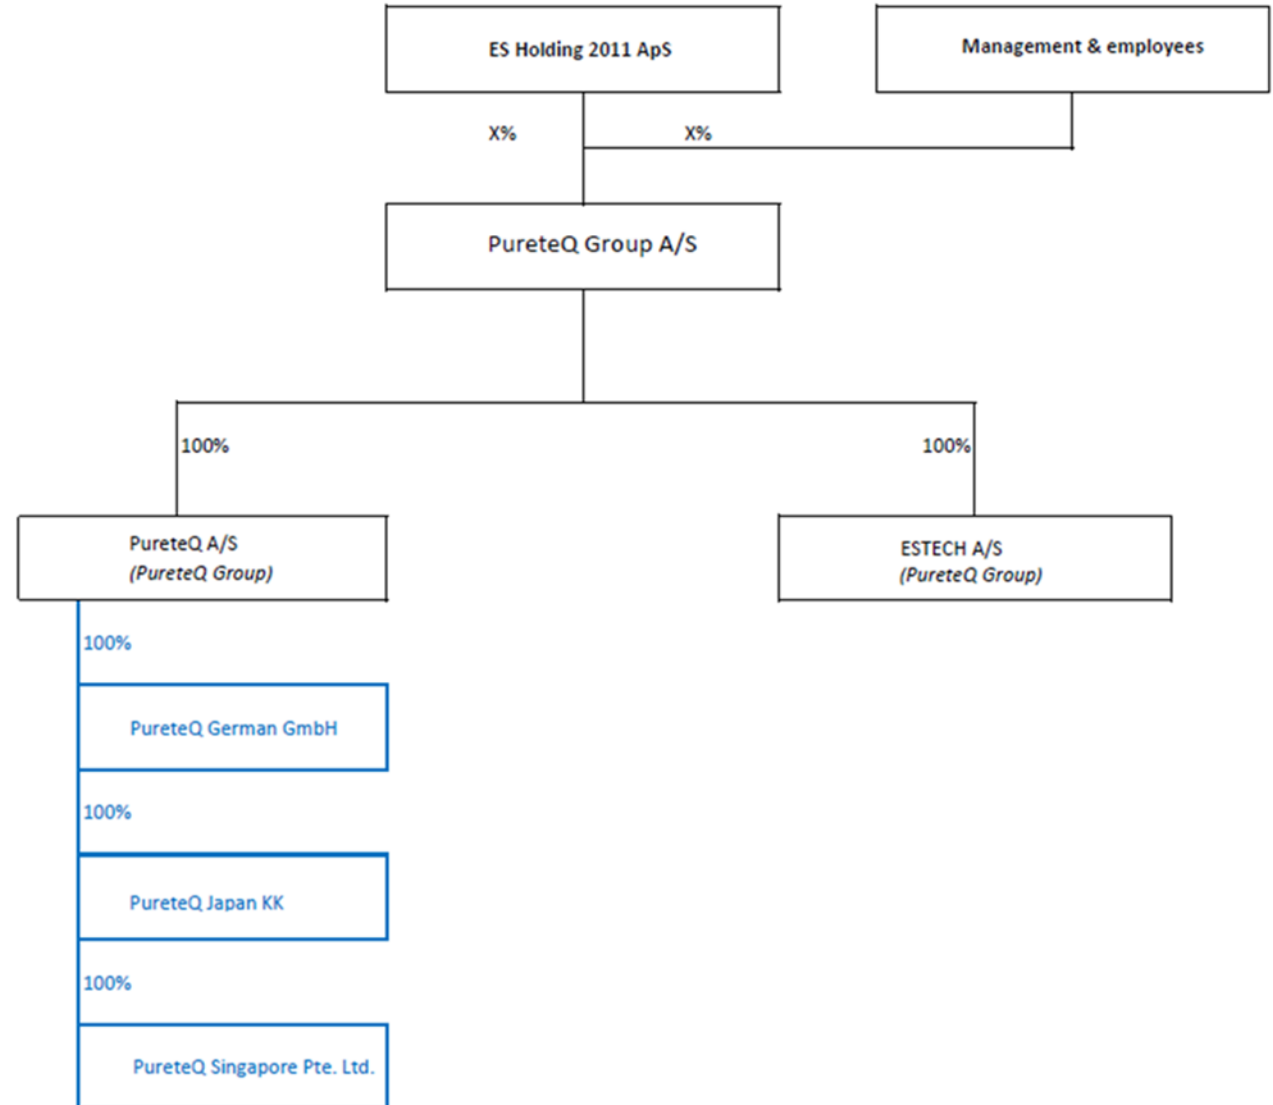 ES Holding 2011 ApS
Management & employees
X%
X%
PureteQ Group A/S
100%
100%
PureteQ A/S
(PureteQ Group)
ESTECH A/S
(PureteQ Group)
100%
PureteQ German GmbH
100%
PureteQ Japan KK
100%
PureteQ Singapore Pte. Ltd.